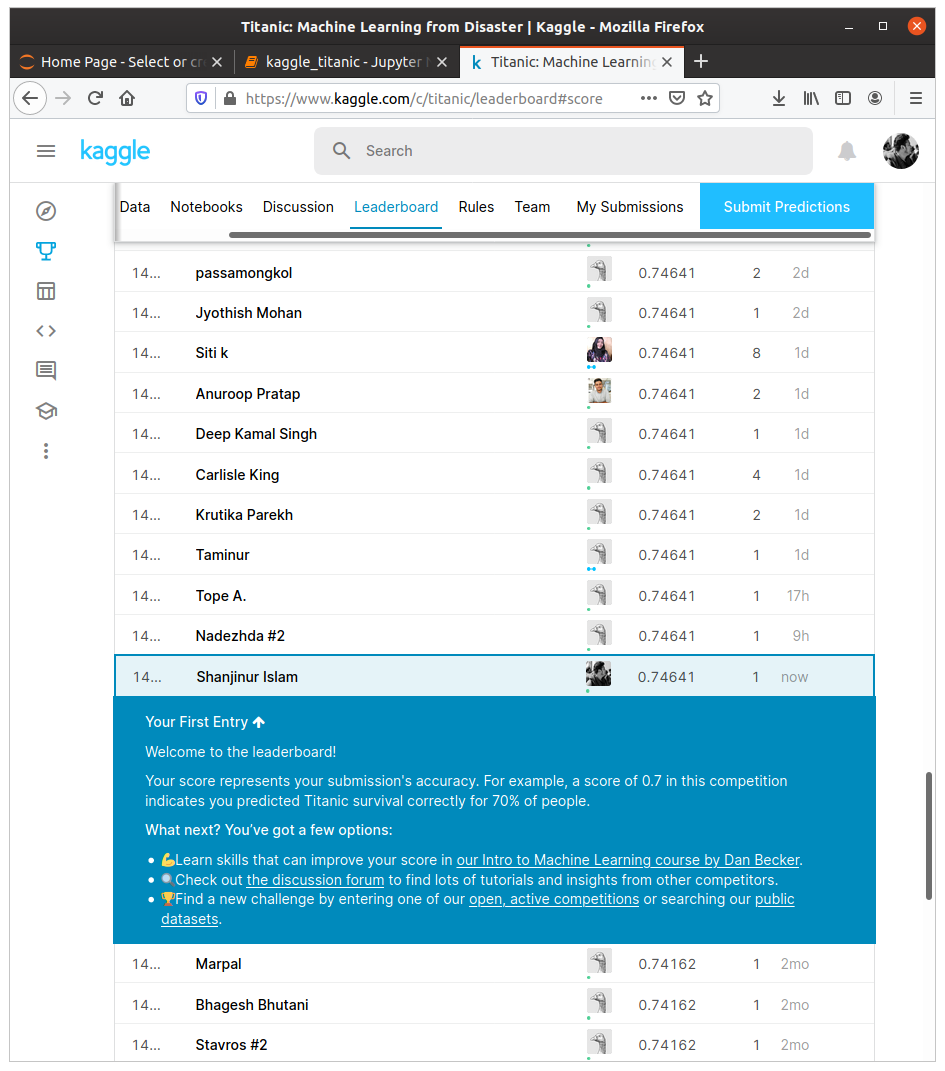 Titanic: Machine Learning from Disaster | Kaggle - Mozilla Firefox
Home Page - Select or cr
kaggle_titanic - Jupyter
Titanic: Machine Learning
https://www.kaggle.com/c/titanic/leaderboard#score
kaggle
Search
Data Notebooks Discussion Leaderboard Rules Team My Submissions Submit Predictions
14... passamongkol 0.74641 2 2d
14... Jyothish Mohan 0.74641 1 2d
14... Siti k 0.74641 8 1d
14... Anuroop Pratap 0.74641 2 1d
14... Deep Kamal Singh 0.74641 1 1d
14... Carlisle King 0.74641 4 1d
14... Krutika Parekh 0.74641 2 1d
14... Taminur 0.74641 1 1d
14... Tope A. 0.74641 1 17h
14... Nadezhda #2 0.74641 1 9h
14... Shanjinur Islam 0.74641 1 now
Your First Entry ↑
Welcome to the leaderboard!
Your score represents your submission's accuracy. For example, a score of 0.7 in this competition
indicates you predicted Titanic survival correctly for 70% of people.
What next? You've got a few options:
• 💪Learn skills that can improve your score in our Intro to Machine Learning course by Dan Becker.
• 🔍Check out the discussion forum to find lots of tutorials and insights from other competitors.
• 🏆Find a new challenge by entering one of our open, active competitions or searching our public
datasets.
14... Marpal 0.74162 1 2mo
14... Bhagesh Bhutani 0.74162 1 2mo
14... Stavros #2 0.74162 1 2mo